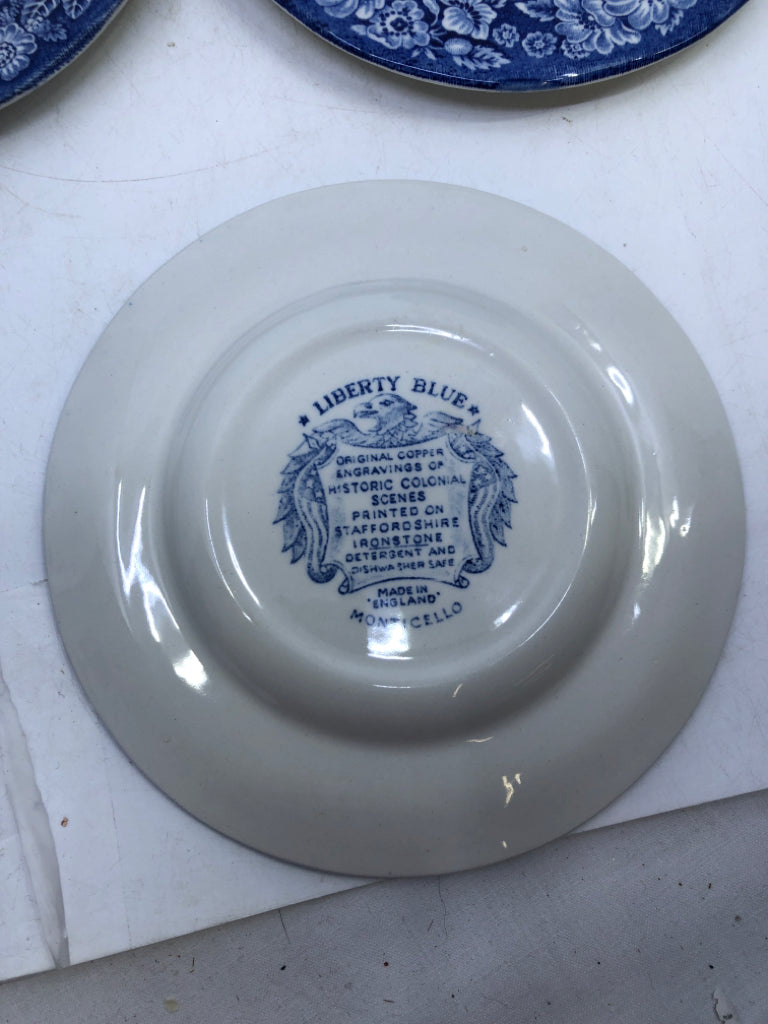 ★ LIBERTY BLUE ★
ORIGINAL COPPER
ENGRAVINGS OF
HISTORIC COLONIAL
SCENES
PRINTED ON
STAFFORDSHIRE
IRONSTONE
DETERGENT AND
DISHWASHER SAFE
MADE IN
"ENGLAND"
MONTICELLO